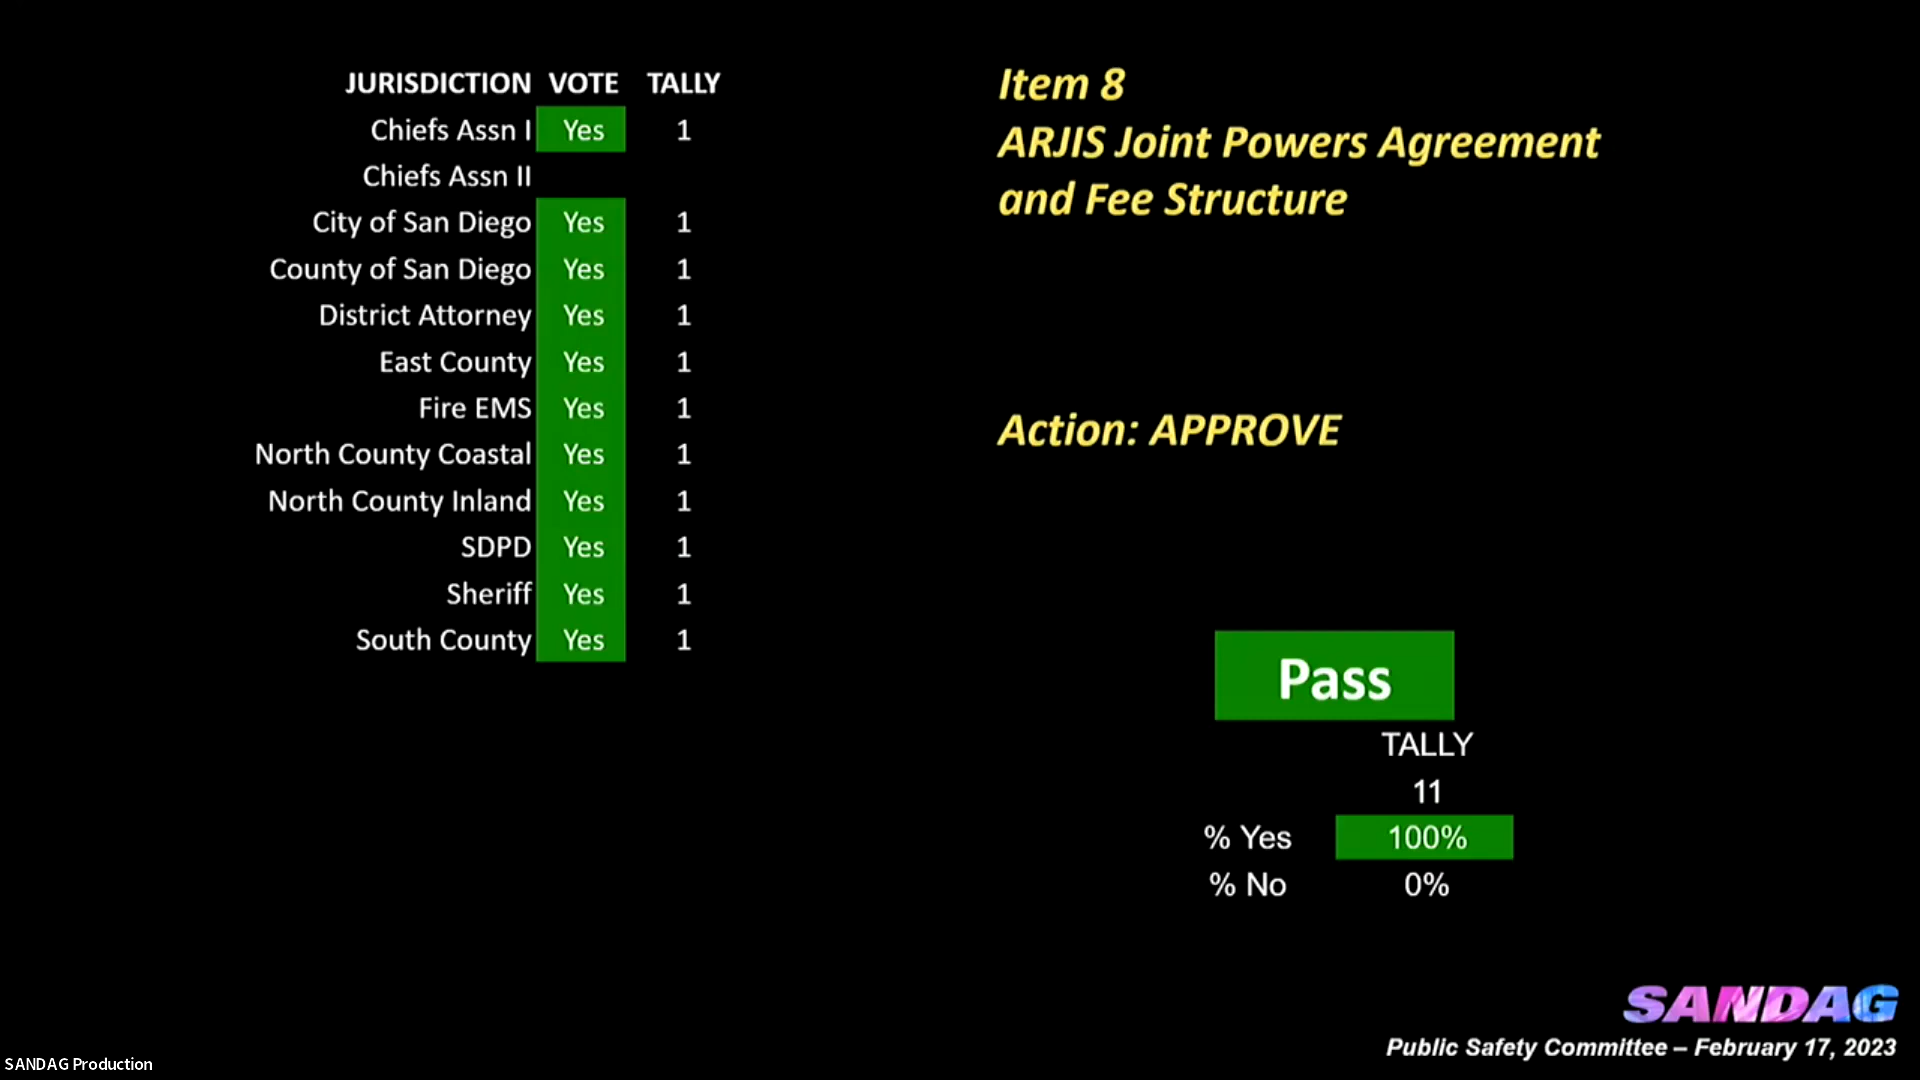 JURISDICTION VOTE TALLY
Chiefs Assn I Yes 1
Chiefs Assn II
City of San Diego Yes 1
County of San Diego Yes 1
District Attorney Yes 1
East County Yes 1
Fire EMS Yes 1
North County Coastal Yes 1
North County Inland Yes 1
SDPD Yes 1
Sheriff Yes 1
South County Yes 1
Item 8
ARJIS Joint Powers Agreement
and Fee Structure
Action: APPROVE
Pass
TALLY
11
% Yes 100%
% No 0%
SANDAG
Public Safety Committee – February 17, 2023
SANDAG Production